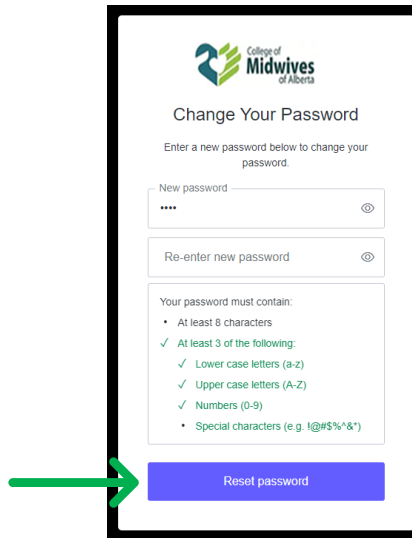 College of
Midwives
of Alberta
Change Your Password
Enter a new password below to change your
password.
New password
••••
Re-enter new password
Your password must contain:
• At least 8 characters
✓ At least 3 of the following:
✓ Lower case letters (a-z)
✓ Upper case letters (A-Z)
✓ Numbers (0-9)
• Special characters (e.g. !@#$%^&*)
Reset password